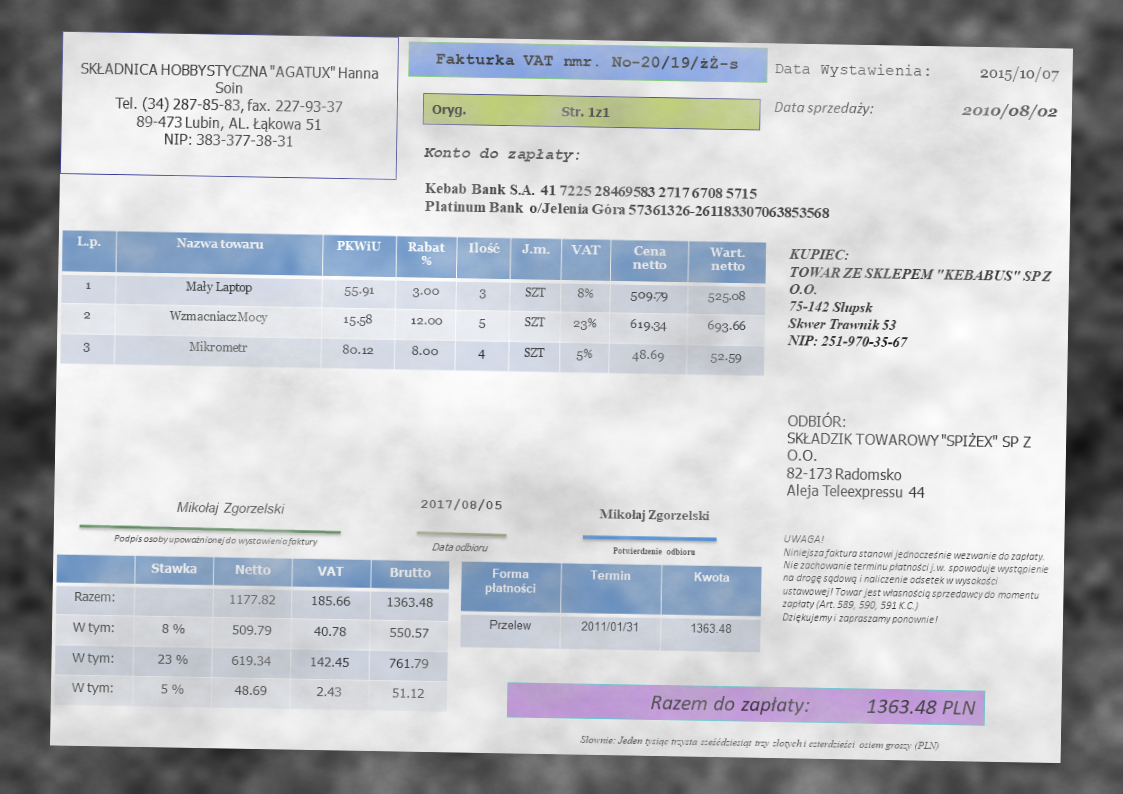 SKŁADNICA HOBBYSTYCZNA "AGATUX" Hanna
Soin
Tel. (34) 287-85-83, fax. 227-93-37
89-473 Lubin, AL. Łąkowa 51
NIP: 383-377-38-31
Fakturka VAT nmr. No-20/19/żŻ-s
Oryg. Str. 1z1
Data Wystawienia: 2015/10/07
Data sprzedaży: 2010/08/02
Konto do zapłaty:
Kebab Bank S.A. 41 7225 28469583 2717 6708 5715
Platinum Bank o/Jelenia Góra 57361326-261183307063853568
L.p. Nazwa towaru PKWiU Rabat % Ilość J.m. VAT Cena netto Wart. netto
1 Mały Laptop 55.91 3.00 3 SZT 8% 509.79 525.08
2 WzmacniaczMocy 15.58 12.00 5 SZT 23% 619.34 693.66
3 Mikrometr 80.12 8.00 4 SZT 5% 48.69 52.59
KUPIEC:
TOWAR ZE SKLEPEM "KEBABUS" SP Z
O.O.
75-142 Słupsk
Skwer Trawnik 53
NIP: 251-970-35-67
ODBIÓR:
SKŁADZIK TOWAROWY "SPIŻEX" SP Z
O.O.
82-173 Radomsko
Aleja Teleexpressu 44
Mikołaj Zgorzelski
Podpis osoby upoważnionej do wystawienia faktury
2017/08/05
Data odbioru
Mikołaj Zgorzelski
Potwierdzenie odbioru
UWAGA!
Niniejsza faktura stanowi jednocześnie wezwanie do zapłaty.
Nie zachowanie terminu płatności j.w. spowoduje wystąpienie
na drogę sądową i naliczenie odsetek w wysokości
ustawowej! Towar jest własnością sprzedawcy do momentu
zapłaty (Art. 589, 590, 591 K.C.)
Dziękujemy i zapraszamy ponownie!
Stawka Netto VAT Brutto
Razem: 1177.82 185.66 1363.48
W tym: 8 % 509.79 40.78 550.57
W tym: 23 % 619.34 142.45 761.79
W tym: 5 % 48.69 2.43 51.12
Forma płatności Termin Kwota
Przelew 2011/01/31 1363.48
Razem do zapłaty: 1363.48 PLN
Słownie: Jeden tysiąc trzysta sześćdziesiąt trzy złotych i czterdzieści osiem groszy (PLN)